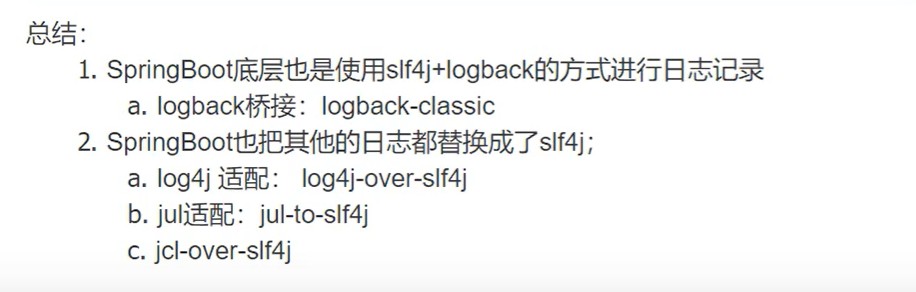 总结：
1. SpringBoot底层也是使用slf4j+logback的方式进行日志记录
a. logback桥接：logback-classic
2. SpringBoot也把其他的日志都替换成了slf4j；
a. log4j 适配： log4j-over-slf4j
b. jul适配：jul-to-slf4j
c. jcl-over-slf4j